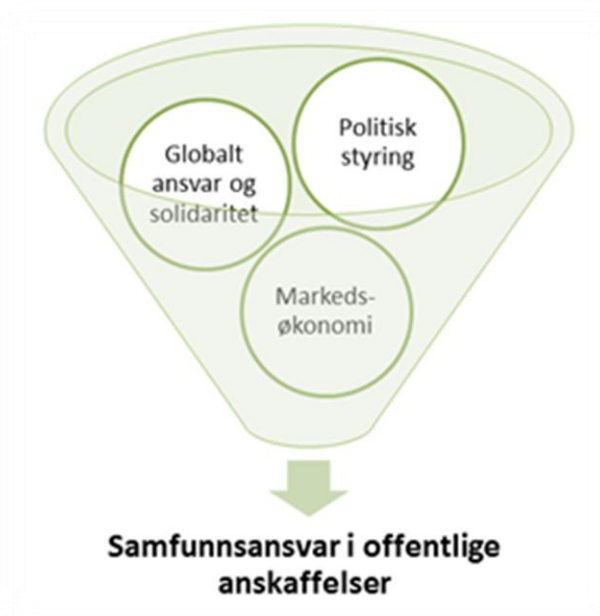 Globalt
ansvar og
solidaritet
Politisk
styring
Markeds-
økonomi
Samfunnsansvar i offentlige
anskaffelser